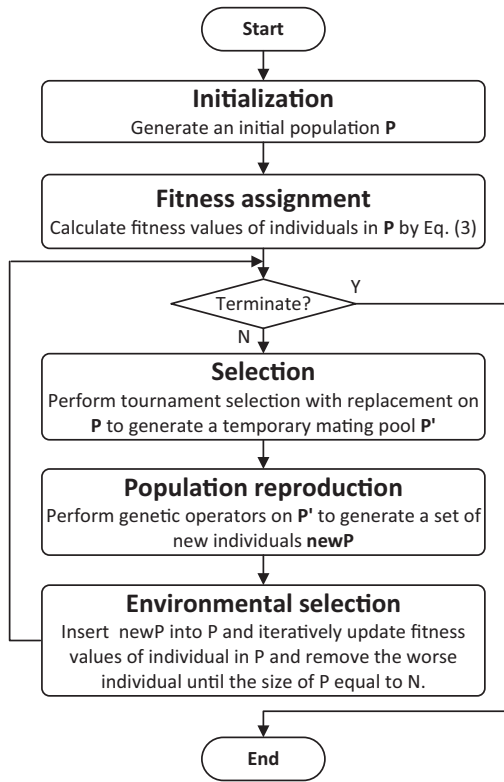 Start
Initialization
Generate an initial population P
Fitness assignment
Calculate fitness values of individuals in P by Eq. (3)
Terminate?
Y
N
Selection
Perform tournament selection with replacement on
P to generate a temporary mating pool P'
Population reproduction
Perform genetic operators on P' to generate a set of
new individuals newP
Environmental selection
Insert newP into P and iteratively update fitness
values of individual in P and remove the worse
individual until the size of P equal to N.
End